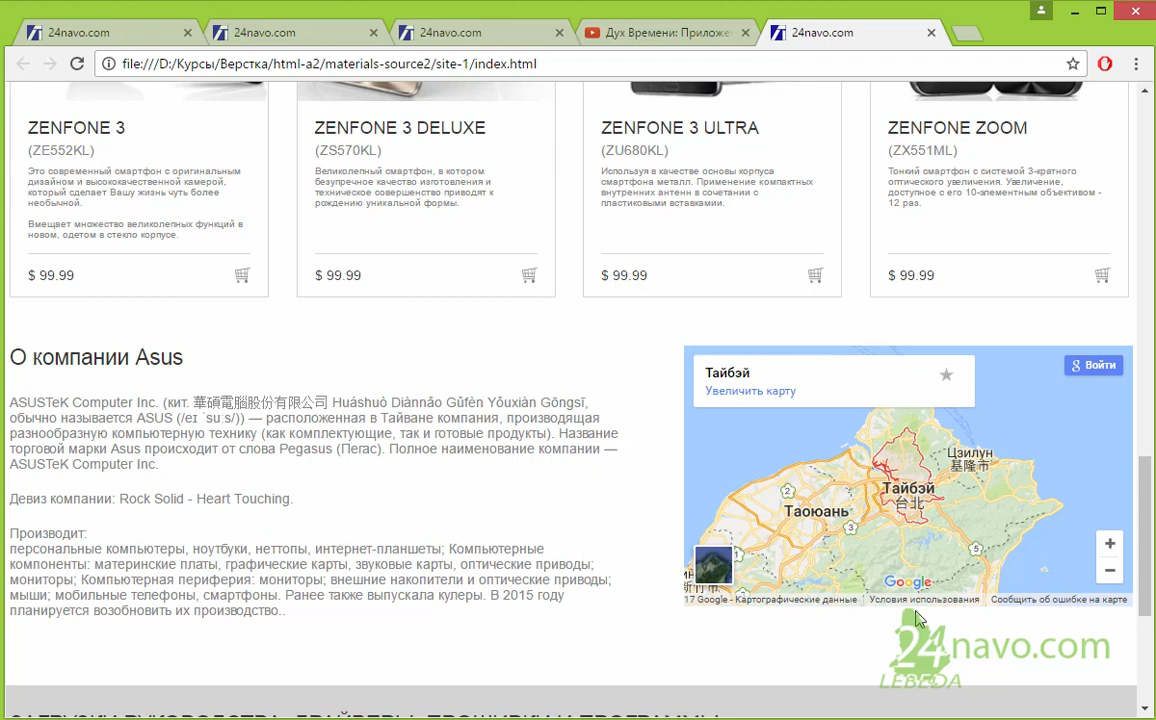 24navo.com
24navo.com
24navo.com
Дух Времени: Приложе
24navo.com
file:///D:/Курсы/Верстка/html-a2/materials-source2/site-1/index.html
ZENFONE 3
(ZE552KL)
Это современный смартфон с оригинальным
дизайном и высококачественной камерой,
который сделает Вашу жизнь чуть более
необычной.
Вмещает множество великолепных функций в
новом, одетом в стекло корпусе.
$ 99.99
ZENFONE 3 DELUXE
(ZS570KL)
Великолепный смартфон, в котором
безупречное качество изготовления и
техническое совершенство приводят к
рождению уникальной формы.
$ 99.99
ZENFONE 3 ULTRA
(ZU680KL)
Используя в качестве основы корпуса
смартфона металл. Применение компактных
внутренних антенн в сочетании с
пластиковыми вставками.
$ 99.99
ZENFONE ZOOM
(ZX551ML)
Тонкий смартфон с системой 3-кратного
оптического увеличения. Увеличение,
доступное с его 10-элементным объективом -
12 раз.
$ 99.99
О компании Asus
ASUSTeK Computer Inc. (кит. 華碩電腦股份有限公司 Huáshuò Diànnǎo Gǔfèn Yǒuxiàn Gōngsī,
обычно называется ASUS (/eɪ ˈsuːs/)) — расположенная в Тайване компания, производящая
разнообразную компьютерную технику (как комплектующие, так и готовые продукты). Название
торговой марки Asus происходит от слова Pegasus (Пегас). Полное наименование компании —
ASUSTeK Computer Inc.
Девиз компании: Rock Solid - Heart Touching.
Производит:
персональные компьютеры, ноутбуки, неттопы, интернет-планшеты; Компьютерные
компоненты: материнские платы, графические карты, звуковые карты, оптические приводы;
мониторы; Компьютерная периферия: мониторы; внешние накопители и оптические приводы;
мыши; мобильные телефоны, смартфоны. Ранее также выпускала кулеры. В 2015 году
планируется возобновить их производство..
Тайбэй
Увеличить карту
Войти
Цзилун
基隆市
Тайбэй
台北
Таоюань
2
3
1
5
Google
17 Google - Картографические данные
Условия использования
Сообщить об ошибке на карте
24navo.com
LEBEDA
ЗАГРУЗКИ РУКОВОДСТВА, ДРАЙВЕРЫ, ПРОШИВКИ И ПРОГРАММЫ